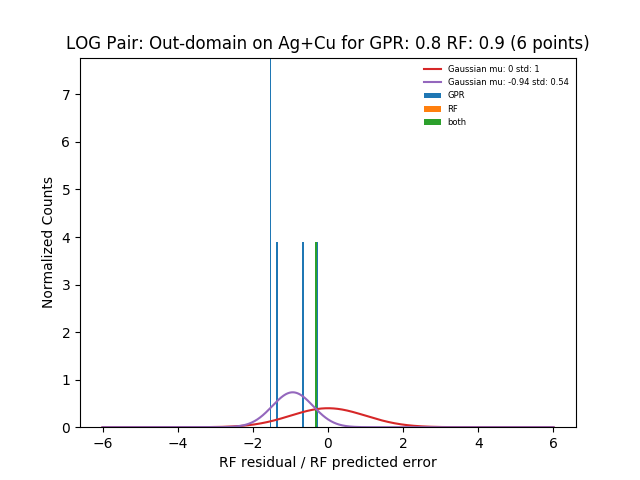 LOG Pair: Out-domain on Ag+Cu for GPR: 0.8 RF: 0.9 (6 points)
Gaussian mu: 0 std: 1
Gaussian mu: -0.94 std: 0.54
GPR
RF
both
Normalized Counts
7
6
5
4
3
2
1
0
−6
−4
−2
0
2
4
6
RF residual / RF predicted error